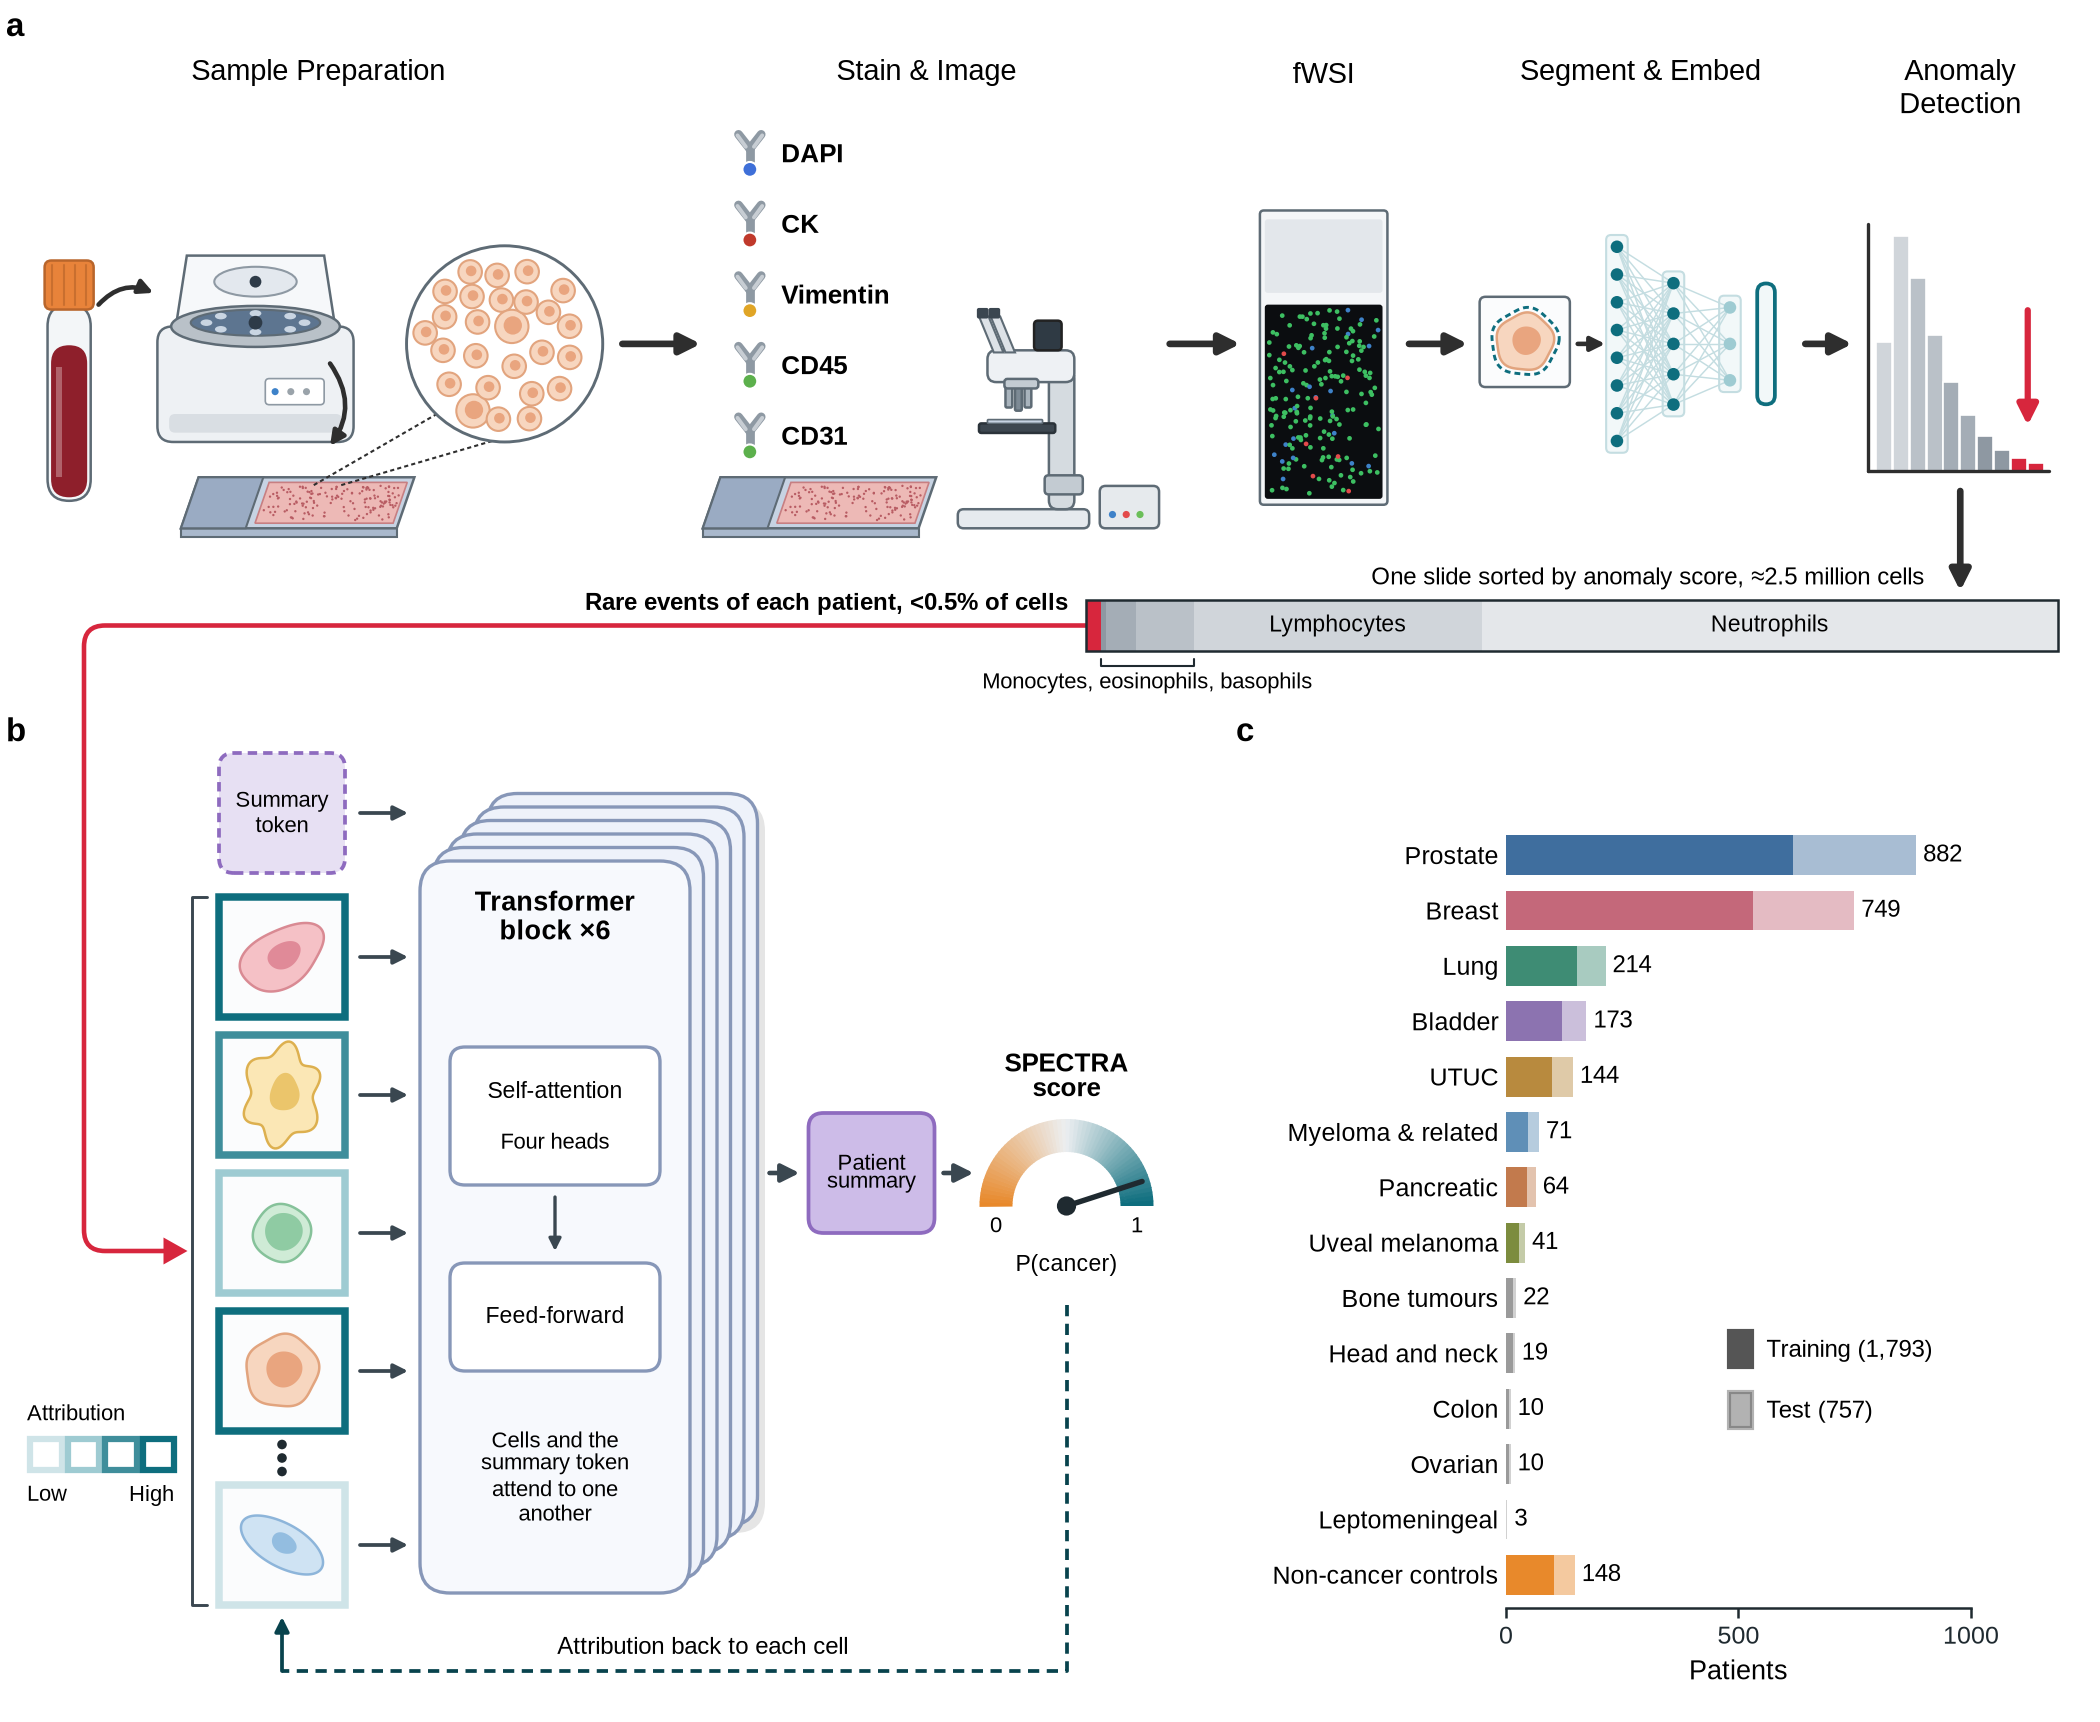 a
Sample Preparation
Stain & Image
fWSI
Segment & Embed
Anomaly
Detection
DAPI
CK
Vimentin
CD45
CD31
One slide sorted by anomaly score, ≈2.5 million cells
Rare events of each patient, <0.5% of cells
Lymphocytes
Neutrophils
Monocytes, eosinophils, basophils
b
Summary
token
Transformer
block ×6
Self-attention
Four heads
Feed-forward
Cells and the
summary token
attend to one
another
Patient
summary
SPECTRA
score
0
1
P(cancer)
Attribution
Low
High
Attribution back to each cell
c
Prostate
882
Breast
749
Lung
214
Bladder
173
UTUC
144
Myeloma & related
71
Pancreatic
64
Uveal melanoma
41
Bone tumours
22
Head and neck
19
Colon
10
Ovarian
10
Leptomeningeal
3
Non-cancer controls
148
Training (1,793)
Test (757)
0
500
1000
Patients